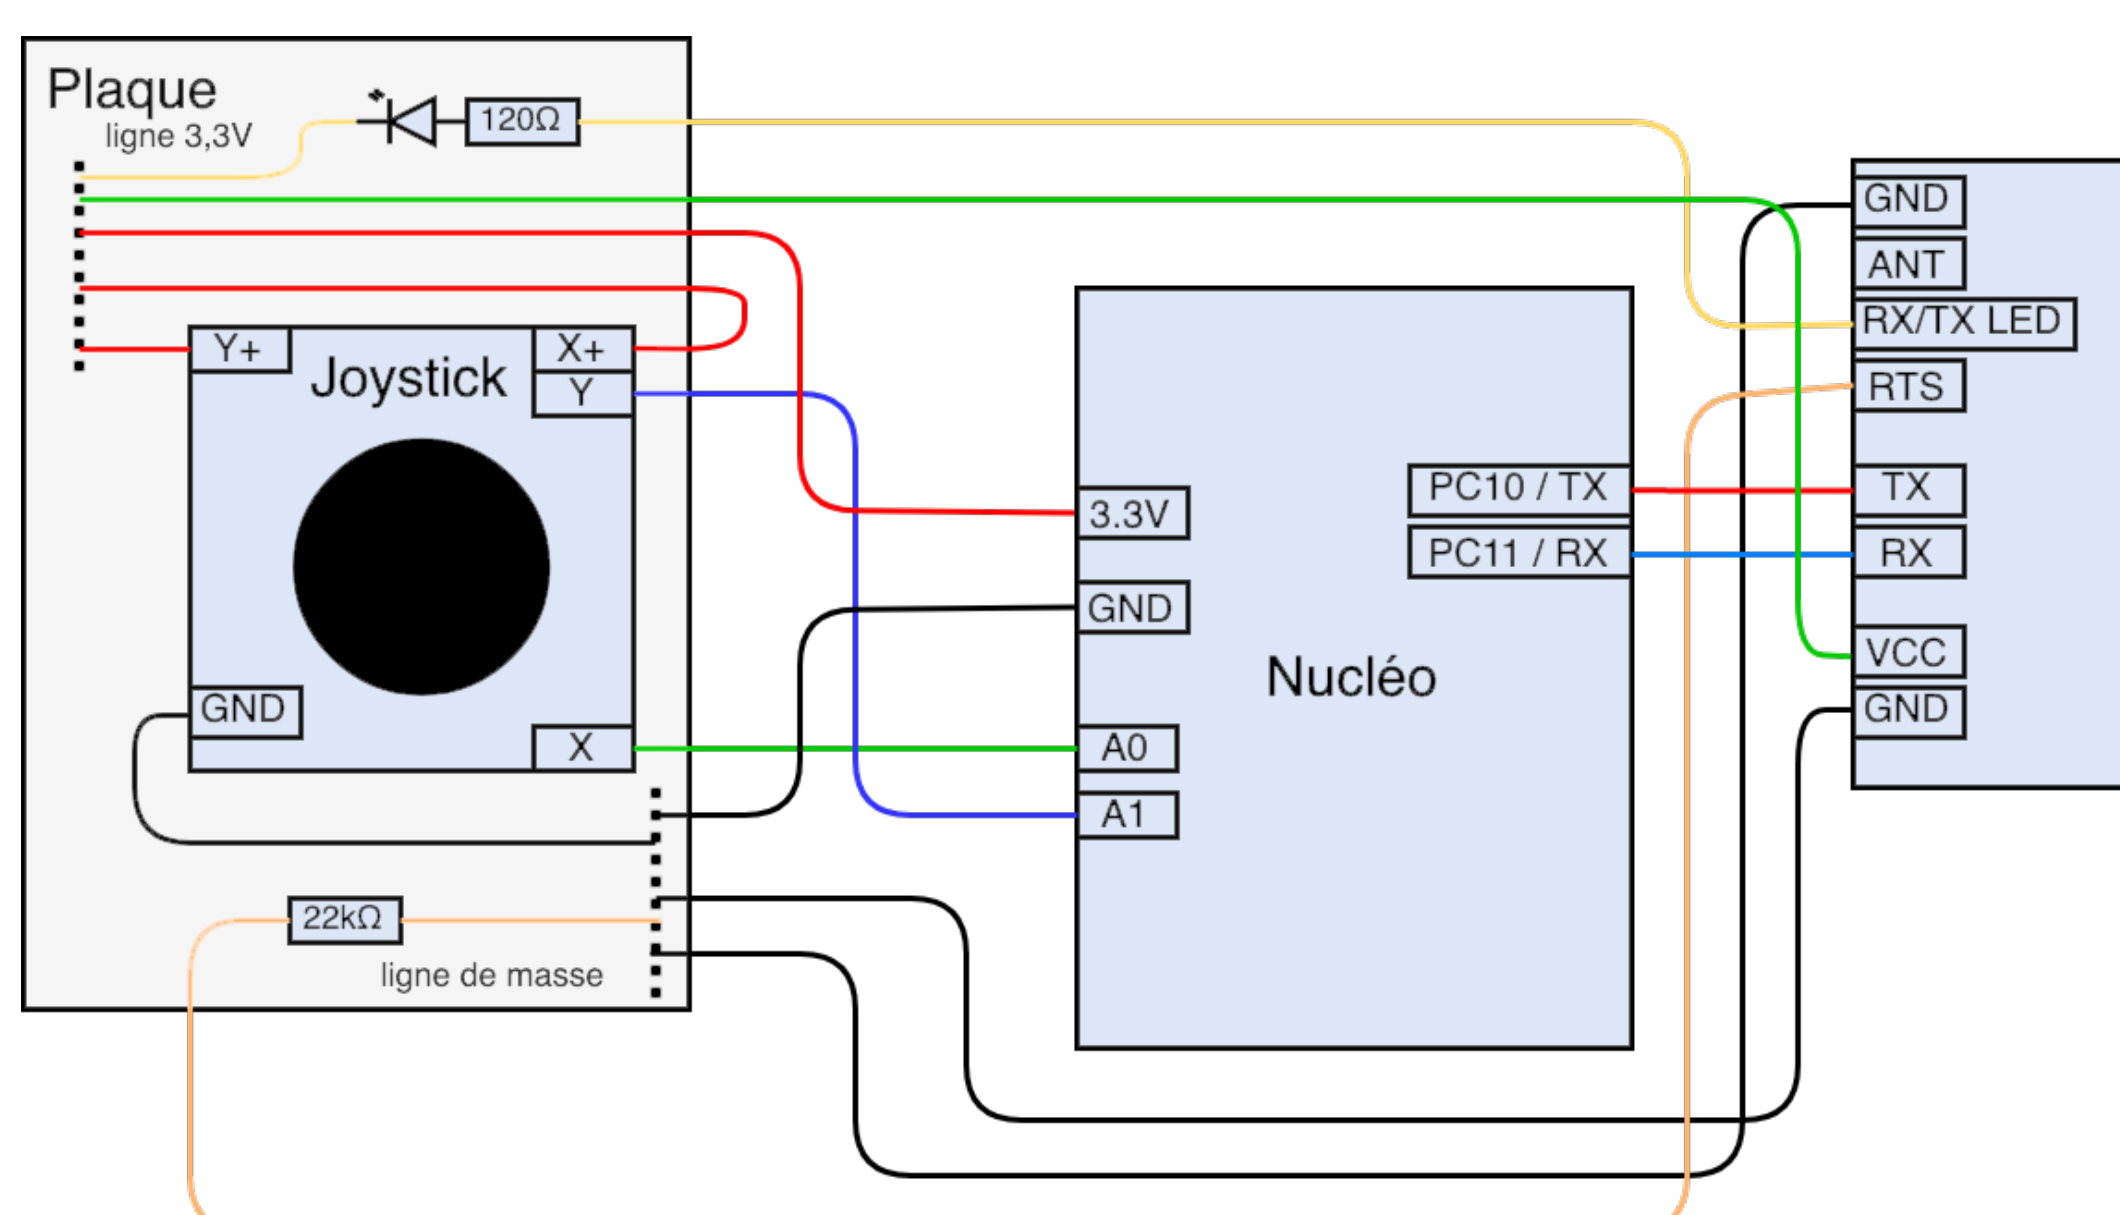 Plaque
ligne 3,3V
120Ω
Y+
Joystick
X+
Y
GND
X
22kΩ
ligne de masse
3.3V
GND
A0
A1
Nucléo
PC10 / TX
PC11 / RX
GND
ANT
RX/TX LED
RTS
TX
RX
VCC
GND